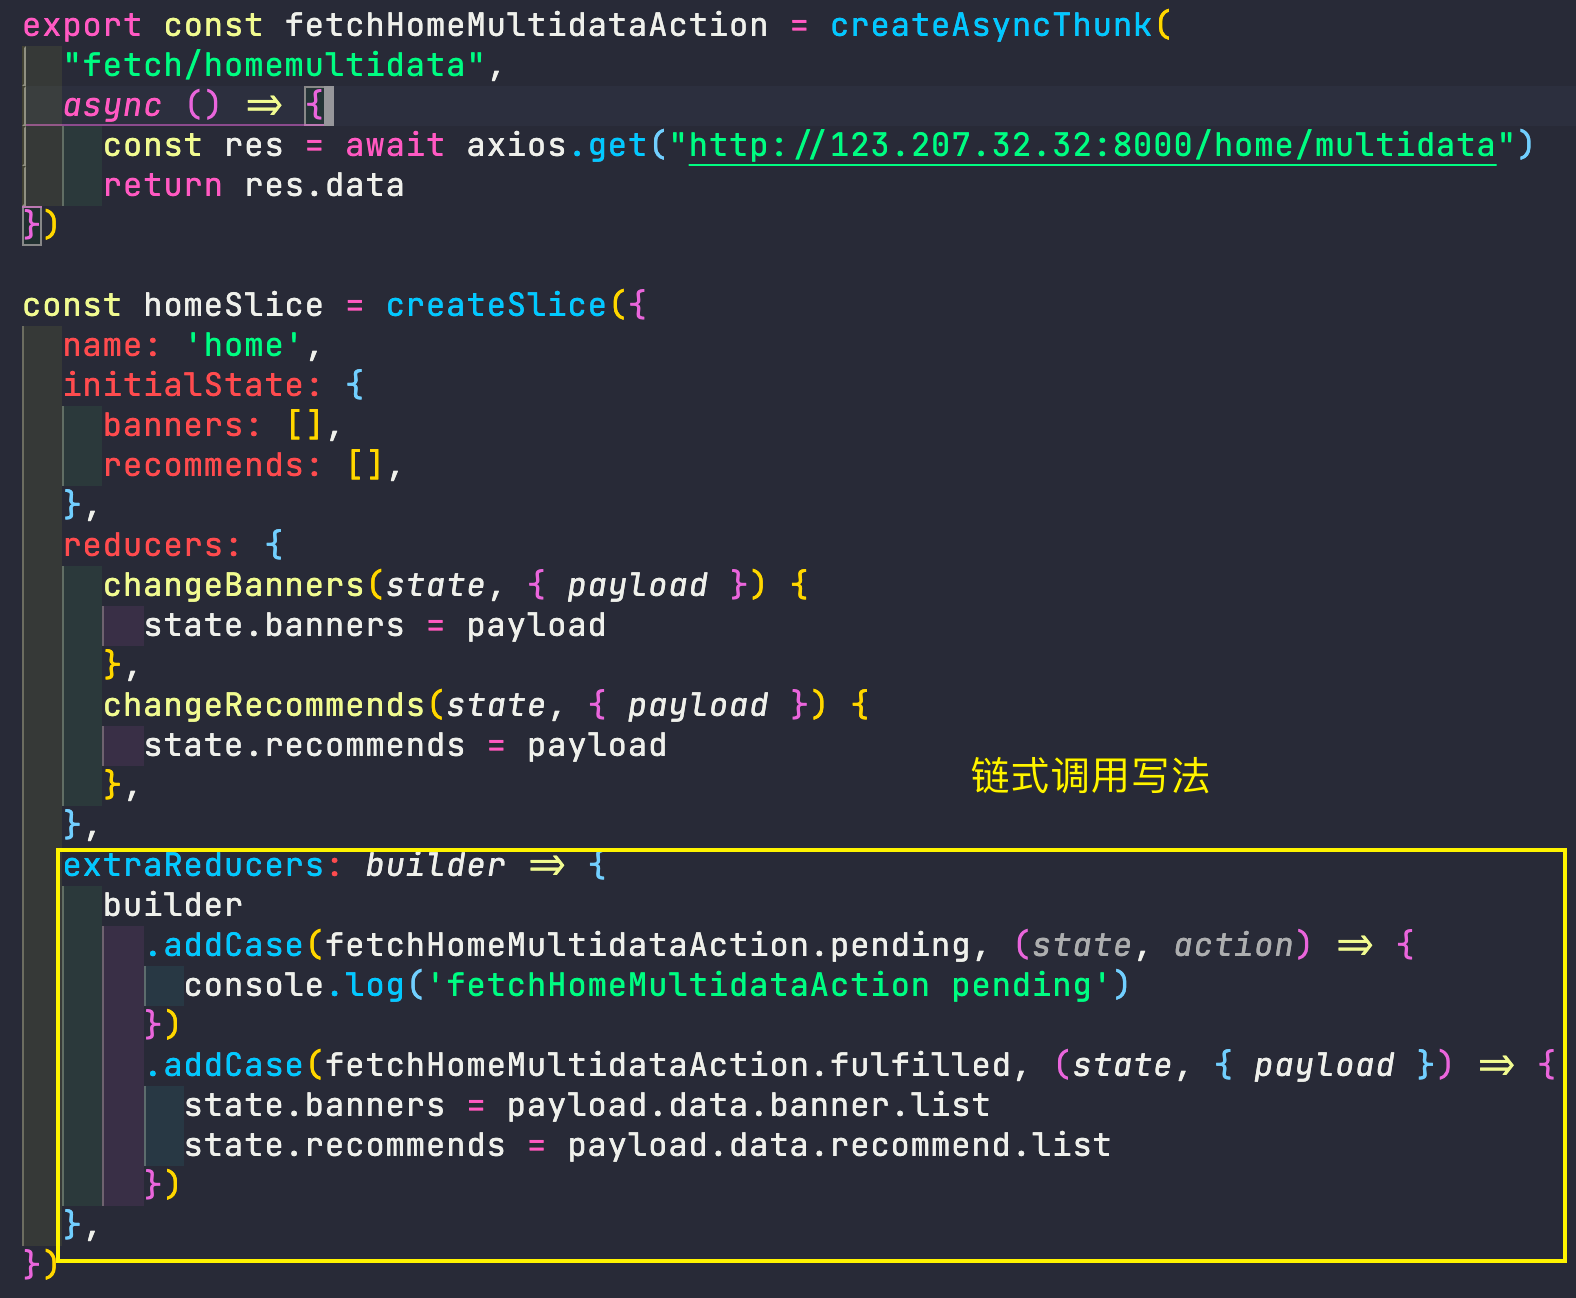 export const fetchHomeMultidataAction = createAsyncThunk(
"fetch/homemultidata",
async () => {
const res = await axios.get("http://123.207.32.32:8000/home/multidata")
return res.data
})
const homeSlice = createSlice({
name: 'home',
initialState: {
banners: [],
recommends: [],
},
reducers: {
changeBanners(state, { payload }) {
state.banners = payload
},
changeRecommends(state, { payload }) {
state.recommends = payload
},
},
链式调用写法
extraReducers: builder => {
builder
.addCase(fetchHomeMultidataAction.pending, (state, action) => {
console.log('fetchHomeMultidataAction pending')
})
.addCase(fetchHomeMultidataAction.fulfilled, (state, { payload }) => {
state.banners = payload.data.banner.list
state.recommends = payload.data.recommend.list
})
},
})